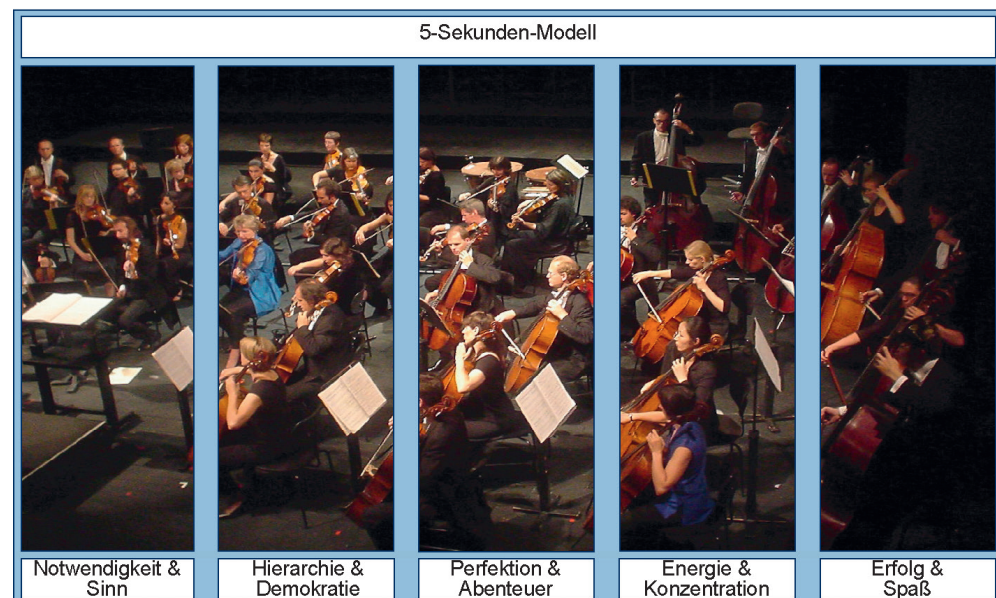 5-Sekunden-Modell
Notwendigkeit &
Sinn
Hierarchie &
Demokratie
Perfektion &
Abenteuer
Energie &
Konzentration
Erfolg &
Spaß